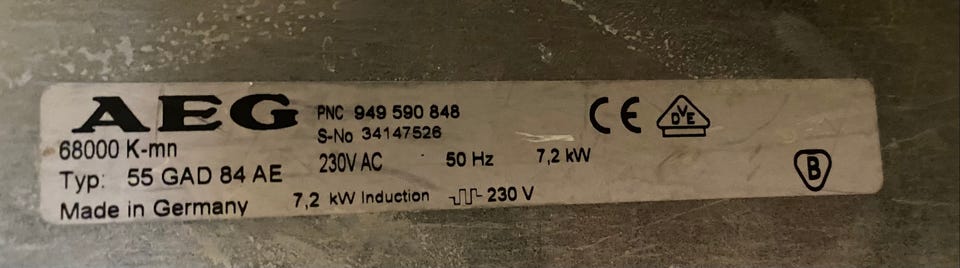 AEG
PNC 949 590 848
S-No 34147526
CE
DVE
68000 K-mn
230V AC 50 Hz 7,2 kW
Typ: 55 GAD 84 AE
B
Made in Germany
7,2 kW Induction 230 V